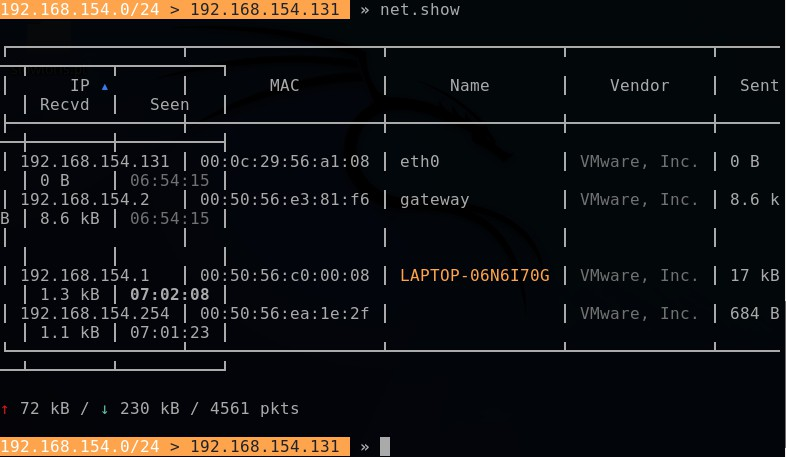 192.168.154.0/24 > 192.168.154.131 » net.show
IP ▴ MAC Name Vendor Sent
Recvd Seen
192.168.154.131 00:0c:29:56:a1:08 eth0 VMware, Inc. 0 B
0 B 06:54:15
192.168.154.2 00:50:56:e3:81:f6 gateway VMware, Inc. 8.6 k
B 8.6 kB 06:54:15
192.168.154.1 00:50:56:c0:00:08 LAPTOP-06N6I70G VMware, Inc. 17 kB
1.3 kB 07:02:08
192.168.154.254 00:50:56:ea:1e:2f VMware, Inc. 684 B
1.1 kB 07:01:23
↑ 72 kB / ↓ 230 kB / 4561 pkts
192.168.154.0/24 > 192.168.154.131 »